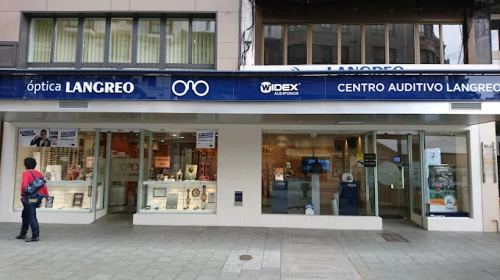 LANGREO
óptica LANGREO
WIDEX
AUDÍFONOS
CENTRO AUDITIVO LANGREO